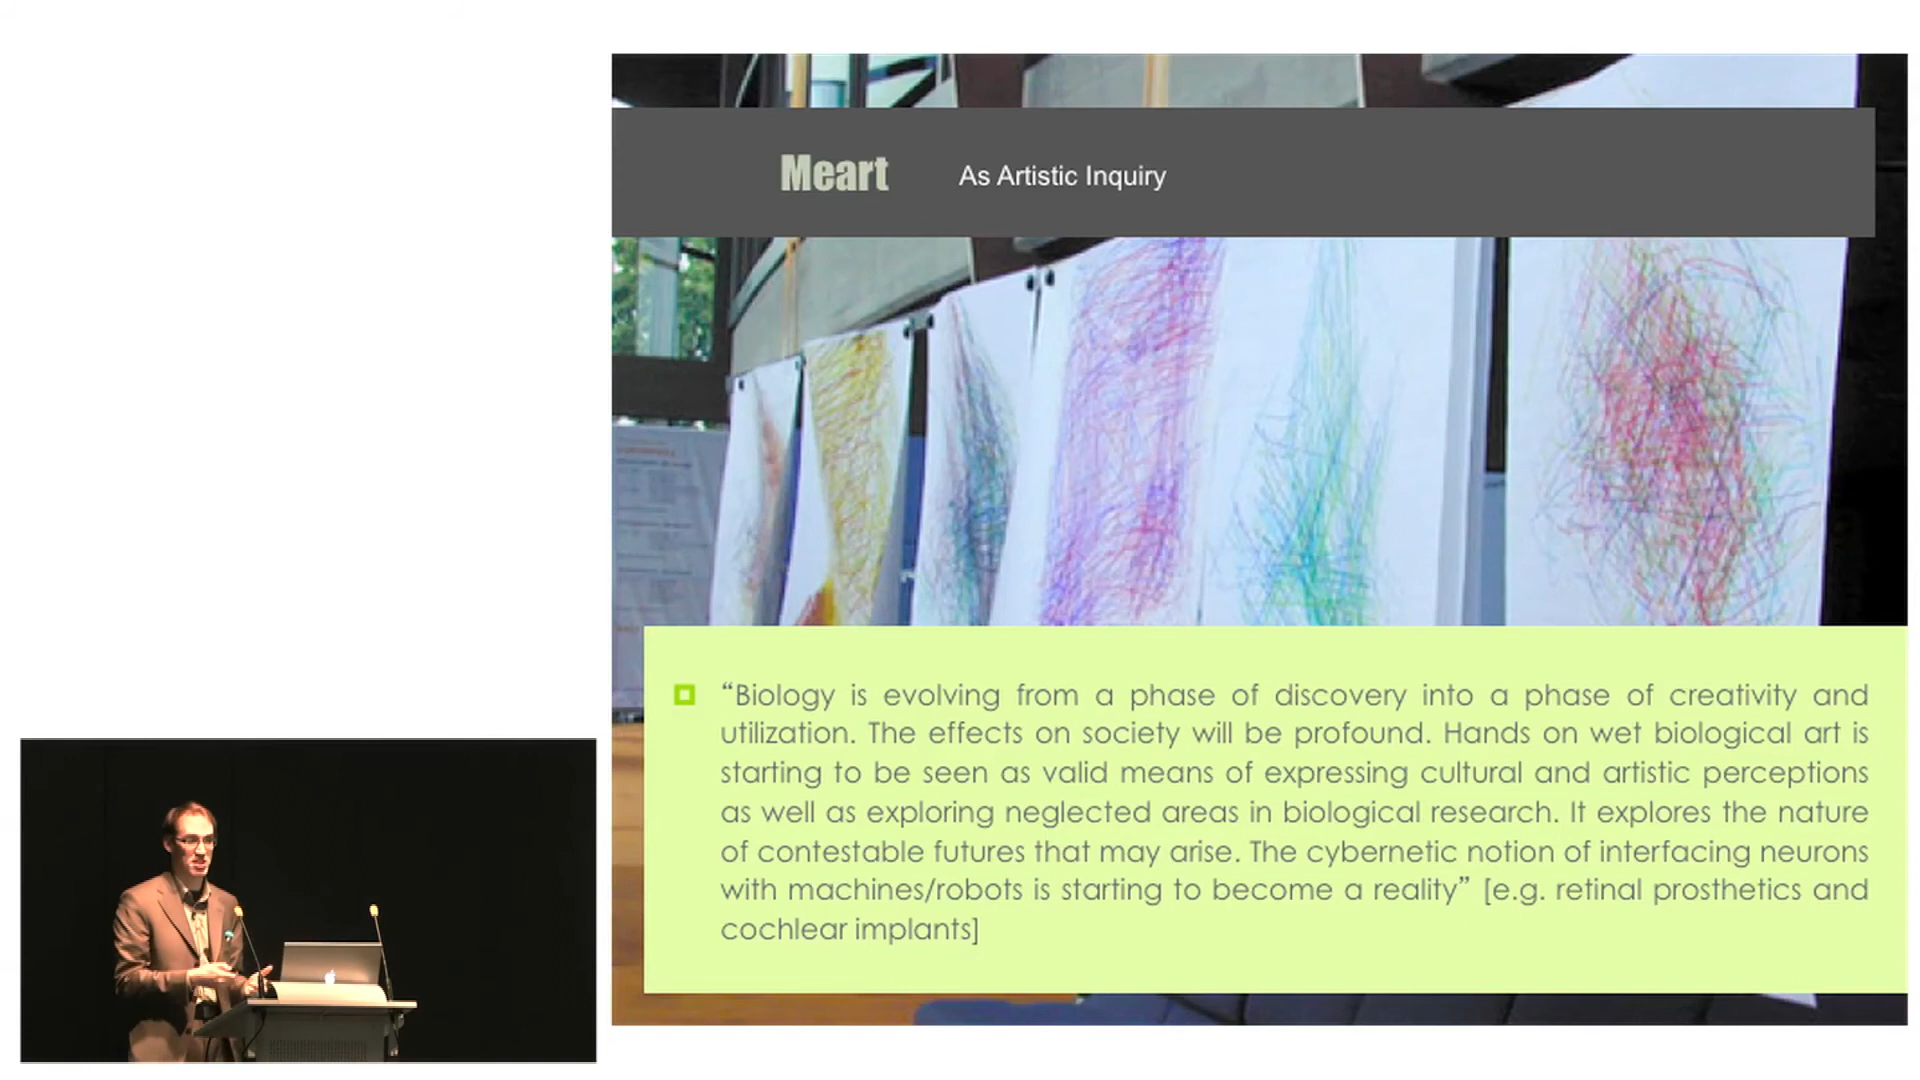 Meart As Artistic Inquiry
“Biology is evolving from a phase of discovery into a phase of creativity and
utilization. The effects on society will be profound. Hands on wet biological art is
starting to be seen as valid means of expressing cultural and artistic perceptions
as well as exploring neglected areas in biological research. It explores the nature
of contestable futures that may arise. The cybernetic notion of interfacing neurons
with machines/robots is starting to become a reality” [e.g. retinal prosthetics and
cochlear implants]